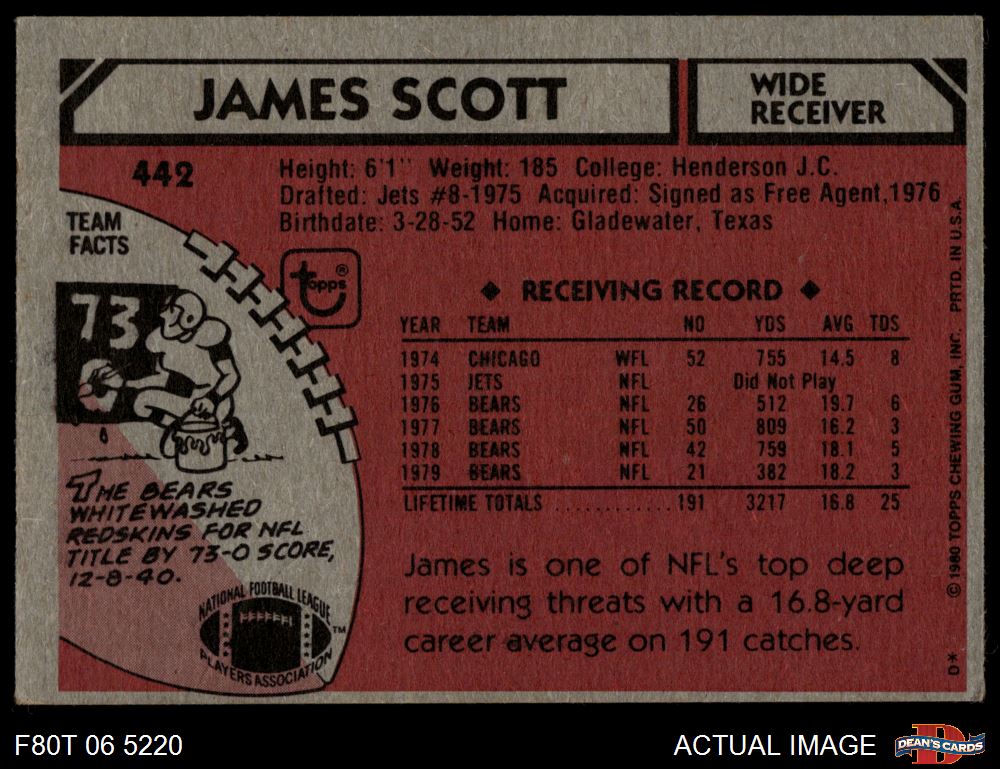 JAMES SCOTT
WIDE
RECEIVER
442
Height: 6'1" Weight: 185 College: Henderson J.C.
Drafted: Jets #8-1975 Acquired: Signed as Free Agent,1976
Birthdate: 3-28-52 Home: Gladewater, Texas
TEAM
FACTS
73
topps®
◆ RECEIVING RECORD ◆
YEAR TEAM NO YDS AVG TDS
1974 CHICAGO WFL 52 755 14.5 8
1975 JETS NFL Did Not Play
1976 BEARS NFL 26 512 19.7 6
1977 BEARS NFL 50 809 16.2 3
1978 BEARS NFL 42 759 18.1 5
1979 BEARS NFL 21 382 18.2 3
LIFETIME TOTALS ............ 191 3217 16.8 25
THE BEARS
WHITEWASHED
REDSKINS FOR NFL
TITLE BY 73-0 SCORE,
12-8-40.
NATIONAL FOOTBALL LEAGUE
PLAYERS ASSOCIATION
TM
James is one of NFL's top deep
receiving threats with a 16.8-yard
career average on 191 catches.
D* © 1980 TOPPS CHEWING GUM, INC. PRTD. IN U.S.A.
F80T 06 5220
ACTUAL IMAGE
D
DEAN'S CARDS